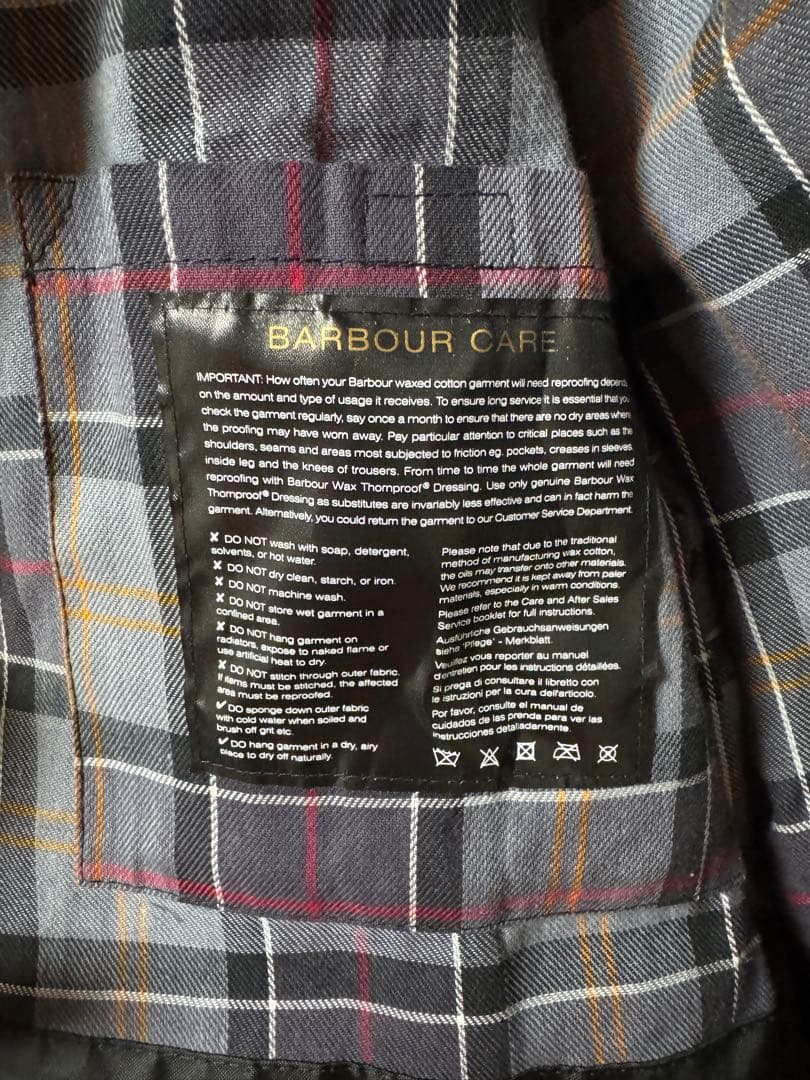 BARBOUR CARE
IMPORTANT: How often your Barbour waxed cotton garment will need reproofing depends
on the amount and type of usage it receives. To ensure long service it is essential that you
check the garment regularly, say once a month to ensure that there are no dry areas where
the proofing may have worn away. Pay particular attention to critical places such as the
shoulders, seams and areas most subjected to friction eg. pockets, creases in sleeves
inside leg and the knees of trousers. From time to time the whole garment will need
reproofing with Barbour Wax Thornproof® Dressing. Use only genuine Barbour Wax
Thornproof® Dressing as substitutes are invariably less effective and can in fact harm the
garment. Alternatively, you could return the garment to our Customer Service Department.
✘ DO NOT wash with soap, detergent,
solvents, or hot water.
✘ DO NOT dry clean, starch, or iron.
✘ DO NOT machine wash.
✘ DO NOT store wet garment in a
confined area.
✘ DO NOT hang garment on
radiators, expose to naked flame or
use artificial heat to dry.
✘ DO NOT stitch through outer fabric.
If items must be stitched, the affected
area must be reproofed.
✔ DO sponge down outer fabric
with cold water when soiled and
brush off grit etc.
✔ DO hang garment in a dry, airy
place to dry off naturally.
Please note that due to the traditional
method of manufacturing wax cotton,
the oils may transfer onto other materials.
We recommend it is kept away from paler
materials, especially in warm conditions.
Please refer to the Care and After Sales
Service booklet for full instructions.
Ausführliche Gebrauchsanweisungen
siehe 'Pflege' - Merkblatt.
Veuillez vous reporter au manuel
d'entretien pour les instructions détaillées.
Si prega di consultare il libretto con
le istruzioni per la cura dell'articolo.
Por favor, consulte el manual de
cuidados de las prenda para ver las
instrucciones detalladamente.